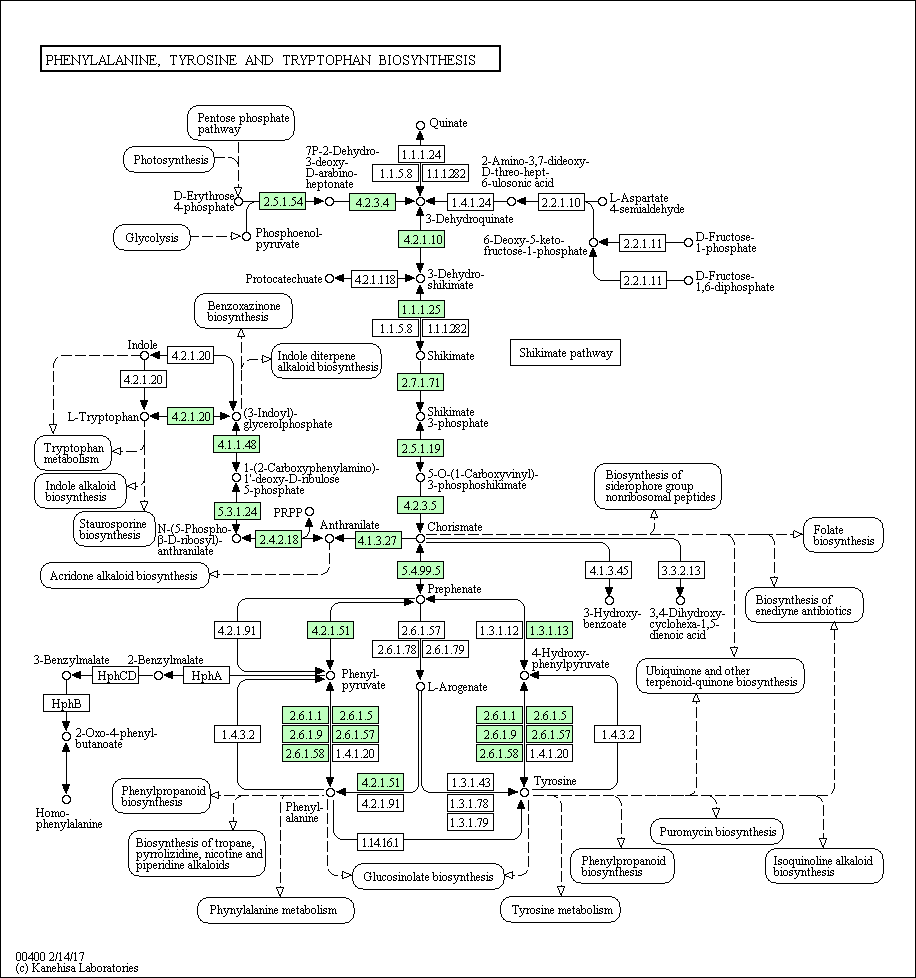 PHENYLALANINE, TYROSINE AND TRYPTOPHAN BIOSYNTHESIS
Pentose phosphate
pathway
Photosynthesis
D-Erythrose
4-phosphate
Glycolysis
Phosphoenol-
pyruvate
2.5.1.54
7P-2-Dehydro-
3-deoxy-
D-arabino-
heptonate
4.2.3.4
Quinate
1.1.1.24
1.1.5.8
1.1.1.282
3-Dehydroquinate
1.4.1.24
2-Amino-3,7-dideoxy-
D-threo-hept-
6-ulosonic acid
2.2.1.10
L-Aspartate
4-semialdehyde
6-Deoxy-5-keto-
fructose-1-phosphate
2.2.1.11
D-Fructose-
1-phosphate
2.2.1.11
D-Fructose-
1,6-diphosphate
4.2.1.10
Protocatechuate
4.2.1.118
3-Dehydro-
shikimate
1.1.1.25
1.1.5.8
1.1.1.282
Shikimate
Shikimate pathway
2.7.1.71
Shikimate
3-phosphate
2.5.1.19
5-O-(1-Carboxyvinyl)-
3-phosphoshikimate
4.2.3.5
Chorismate
Benzoxazinone
biosynthesis
Indole
4.2.1.20
4.2.1.20
Indole diterpene
alkaloid biosynthesis
L-Tryptophan
4.2.1.20
(3-Indoyl)-
glycerolphosphate
Tryptophan
metabolism
4.1.1.48
Indole alkaloid
biosynthesis
1-(2-Carboxyphenylamino)-
1'-deoxy-D-ribulose
5-phosphate
Staurosporine
biosynthesis
5.3.1.24
PRPP
N-(5-Phospho-
β-D-ribosyl)-
anthranilate
2.4.2.18
Anthranilate
4.1.3.27
Acridone alkaloid biosynthesis
Biosynthesis of
siderophore group
nonribosomal peptides
Folate
biosynthesis
5.4.99.5
4.1.3.45
3.3.2.13
Prephenate
3-Hydroxy-
benzoate
3,4-Dihydroxy-
cyclohexa-1,5-
dienoic acid
Biosynthesis of
enediyne antibiotics
4.2.1.91
4.2.1.51
2.6.1.57
2.6.1.78
2.6.1.79
1.3.1.12
1.3.1.13
3-Benzylmalate
HphCD
2-Benzylmalate
HphA
Phenyl-
pyruvate
L-Arogenate
4-Hydroxy-
phenylpyruvate
Ubiquinone and other
terpenoid-quinone biosynthesis
HphB
2-Oxo-4-phenyl-
butanoate
1.4.3.2
2.6.1.1
2.6.1.5
2.6.1.9
2.6.1.57
2.6.1.58
1.4.1.20
2.6.1.1
2.6.1.5
2.6.1.9
2.6.1.57
2.6.1.58
1.4.1.20
1.4.3.2
Homo-
phenylalanine
Phenylpropanoid
biosynthesis
Phenyl-
alanine
4.2.1.51
4.2.1.91
1.3.1.43
1.3.1.78
1.3.1.79
Tyrosine
1.14.16.1
Biosynthesis of tropane,
pyrrolizidine, nicotine and
piperidine alkaloids
Glucosinolate biosynthesis
Phenylpropanoid
biosynthesis
Puromycin biosynthesis
Isoquinoline alkaloid
biosynthesis
Phynylalanine metabolism
Tyrosine metabolism
00400 2/14/17
(c) Kanehisa Laboratories